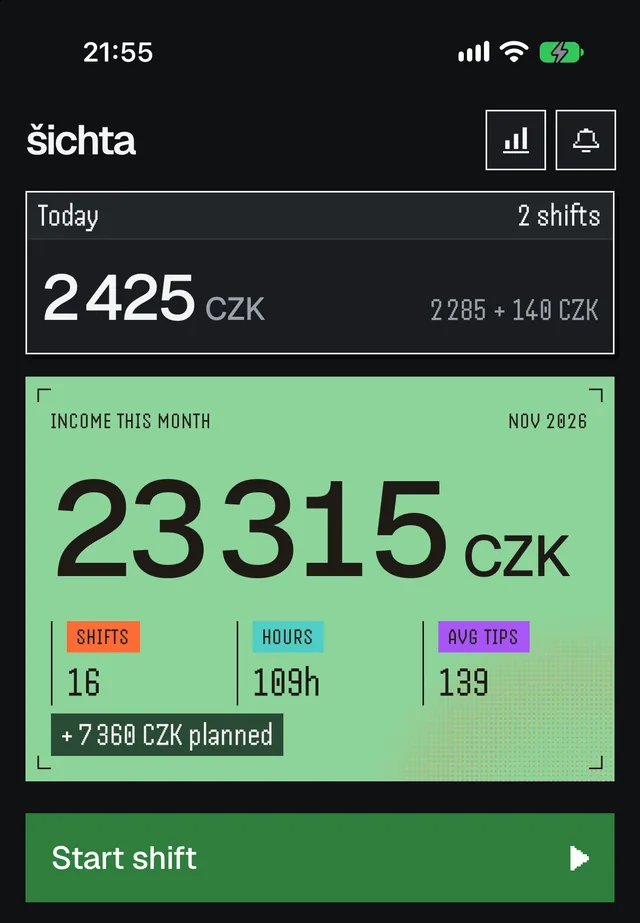 21:55
šichta
Today 2 shifts
2 425 CZK 2 285 + 140 CZK
INCOME THIS MONTH NOV 2026
23 315 CZK
SHIFTS HOURS AVG TIPS
16 109h 139
+ 7 360 CZK planned
Start shift